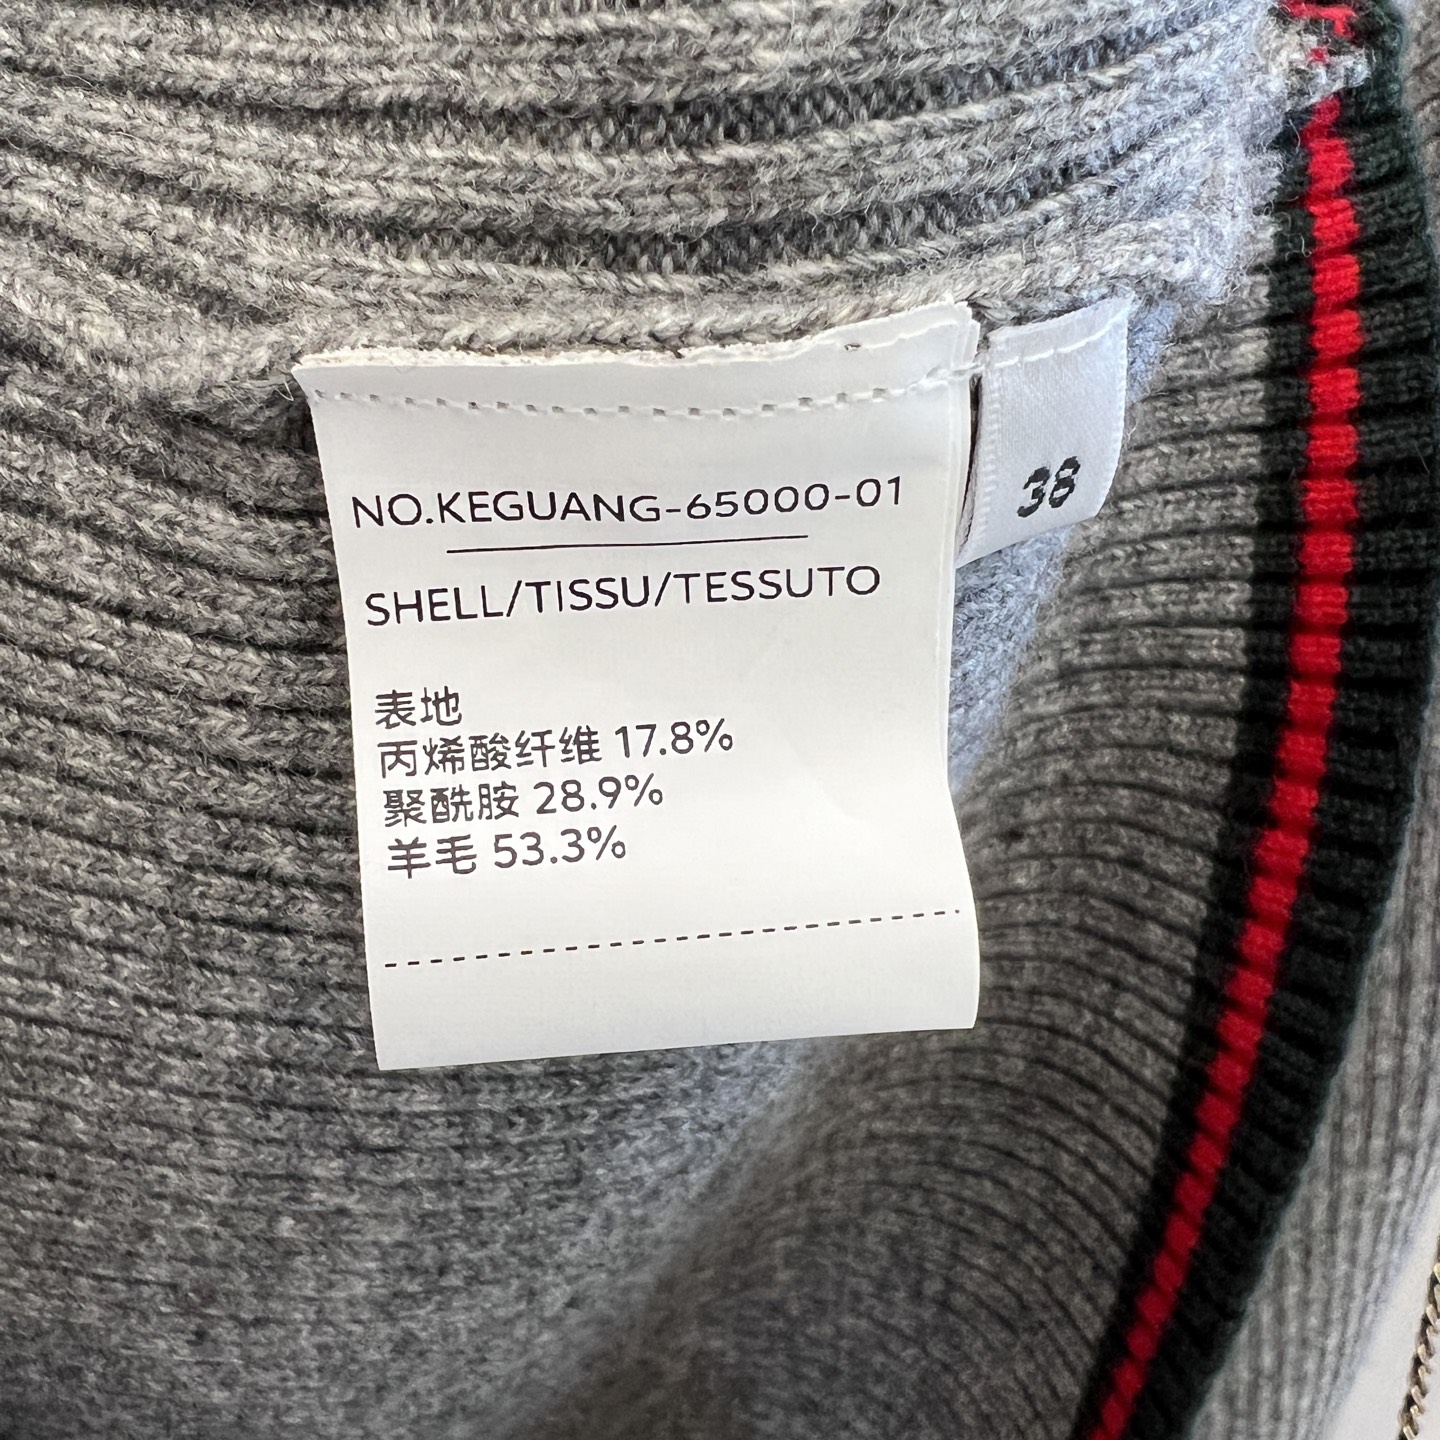 NO.KEGUANG-65000-01
SHELL/TISSU/TESSUTO
表地
丙烯酸纤维 17.8%
聚酰胺 28.9%
羊毛 53.3%
38